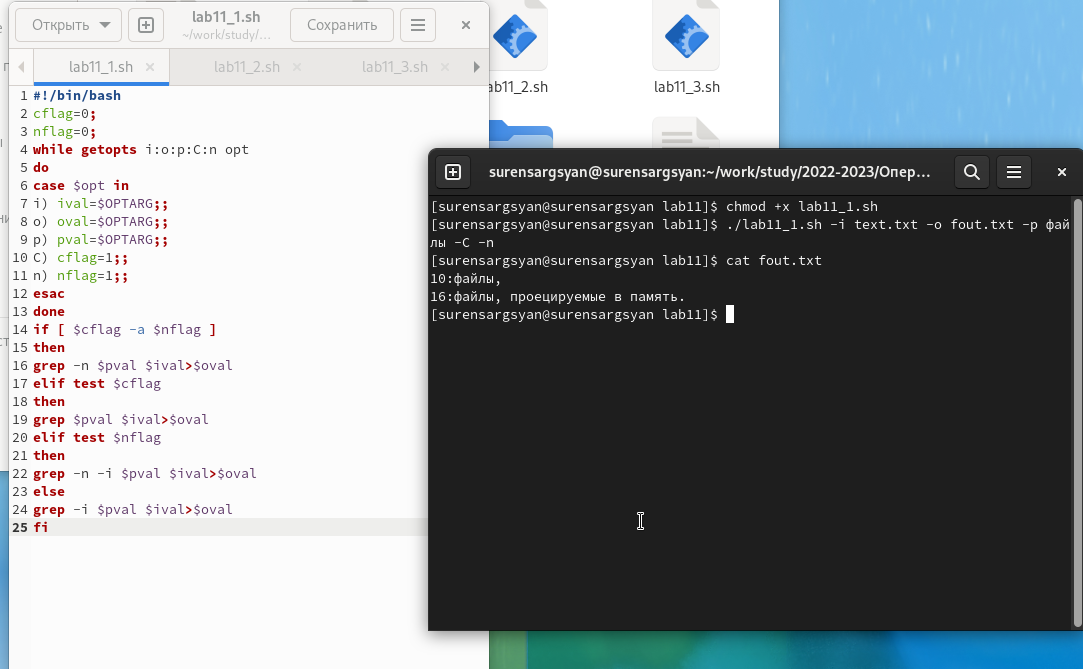 Открыть
lab11_1.sh
~/work/study/...
Сохранить
lab11_1.sh
lab11_2.sh
lab11_3.sh
1 #!/bin/bash
2 cflag=0;
3 nflag=0;
4 while getopts i:o:p:C:n opt
5 do
6 case $opt in
7 i) ival=$OPTARG;;
8 o) oval=$OPTARG;;
9 p) pval=$OPTARG;;
10 C) cflag=1;;
11 n) nflag=1;;
12 esac
13 done
14 if [ $cflag -a $nflag ]
15 then
16 grep -n $pval $ival>$oval
17 elif test $cflag
18 then
19 grep $pval $ival>$oval
20 elif test $nflag
21 then
22 grep -n -i $pval $ival>$oval
23 else
24 grep -i $pval $ival>$oval
25 fi
ab11_2.sh
lab11_3.sh
surensargsyan@surensargsyan:~/work/study/2022-2023/Опер...
[surensargsyan@surensargsyan lab11]$ chmod +x lab11_1.sh
[surensargsyan@surensargsyan lab11]$ ./lab11_1.sh -i text.txt -o fout.txt -p фай
лы -C -n
[surensargsyan@surensargsyan lab11]$ cat fout.txt
10:файлы,
16:файлы, проецируемые в память.
[surensargsyan@surensargsyan lab11]$